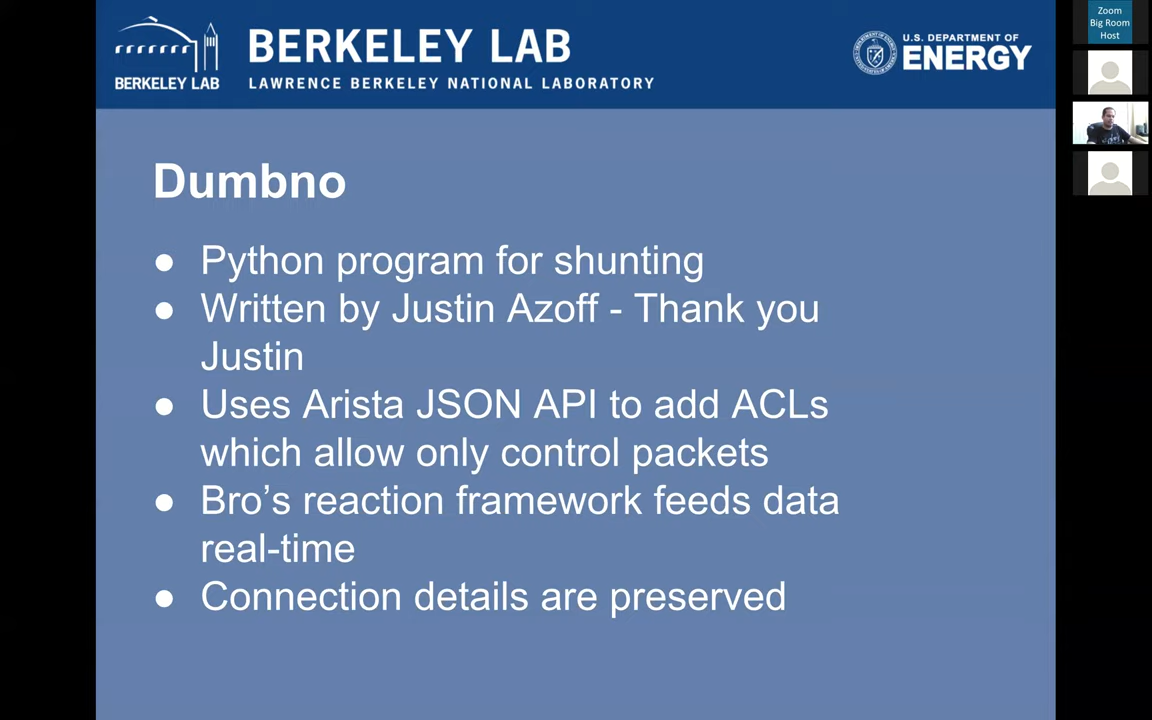 BERKELEY LAB
BERKELEY LAB
LAWRENCE BERKELEY NATIONAL LABORATORY
U.S. DEPARTMENT OF
ENERGY
Zoom
Big Room
Host
Dumbno
● Python program for shunting
● Written by Justin Azoff - Thank you
Justin
● Uses Arista JSON API to add ACLs
which allow only control packets
● Bro’s reaction framework feeds data
real-time
● Connection details are preserved